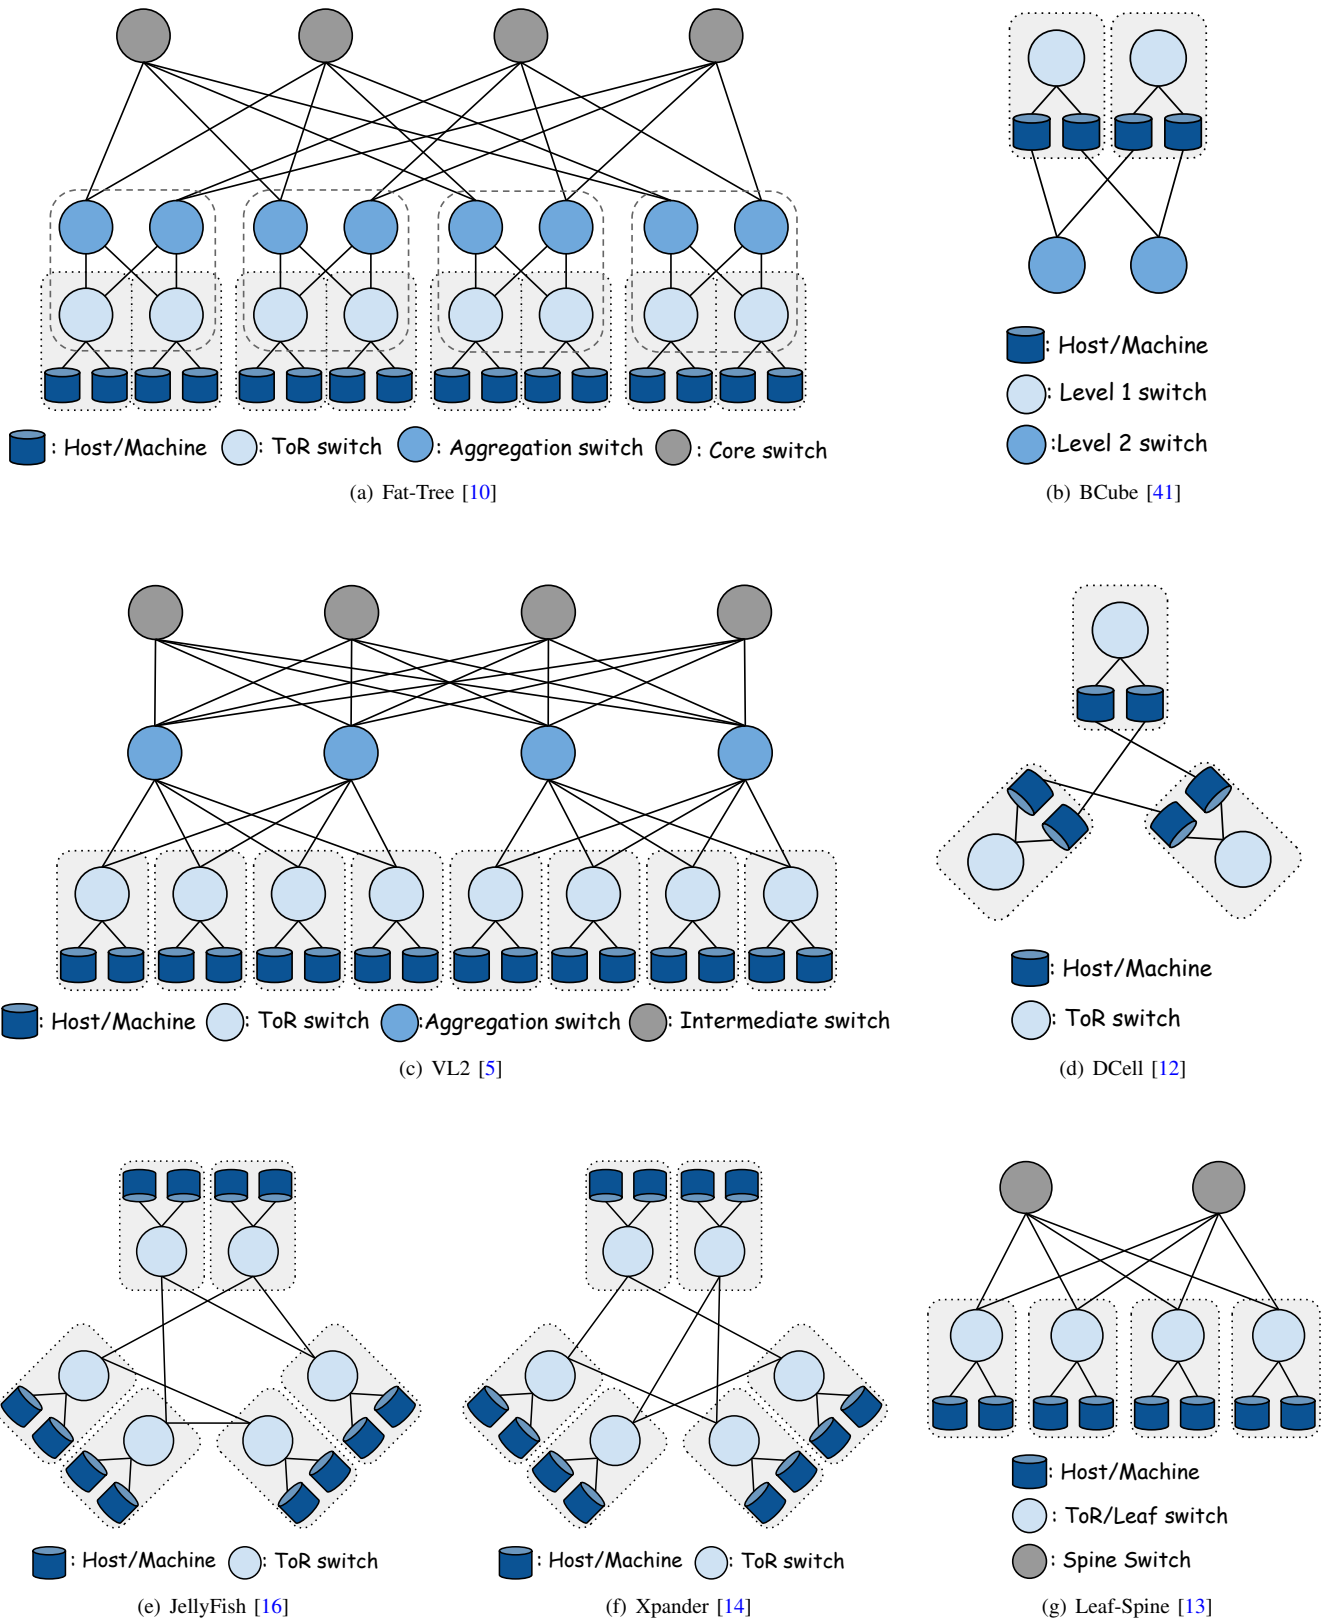 : Host/Machine : ToR switch : Aggregation switch : Core switch
(a) Fat-Tree [10]
: Host/Machine
: Level 1 switch
:Level 2 switch
(b) BCube [41]
: Host/Machine : ToR switch :Aggregation switch : Intermediate switch
(c) VL2 [5]
: Host/Machine
: ToR switch
(d) DCell [12]
: Host/Machine : ToR switch
(e) JellyFish [16]
: Host/Machine : ToR switch
(f) Xpander [14]
: Host/Machine
: ToR/Leaf switch
: Spine Switch
(g) Leaf-Spine [13]